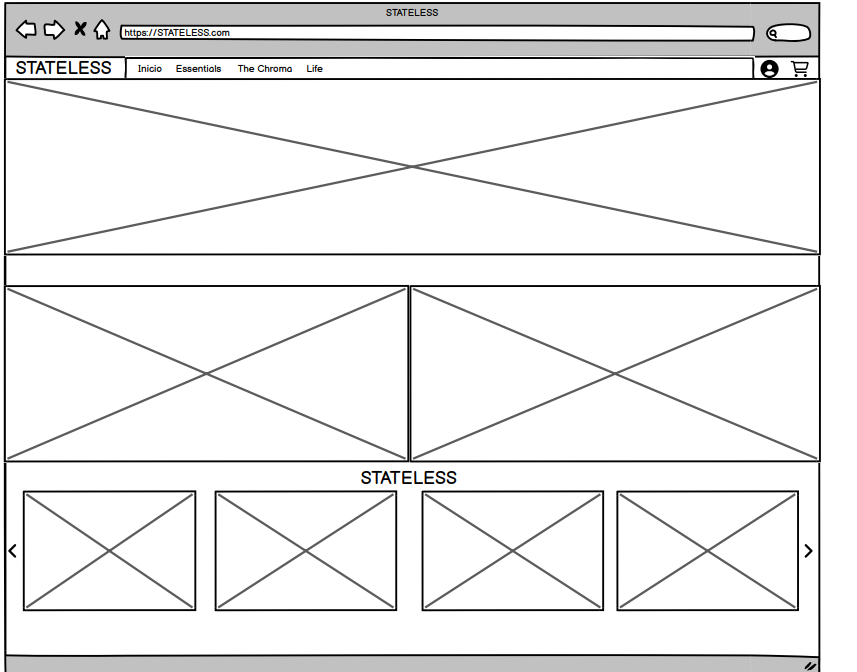 STATELESS
https://STATELESS.com
STATELESS Inicio Essentials The Chroma Life
STATELESS